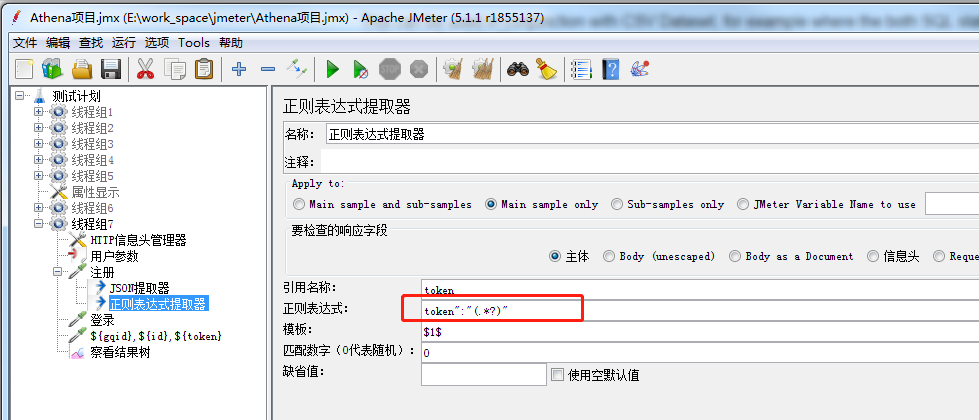 Athena项目.jmx (E:\work_space\jmeter\Athena项目.jmx) - Apache JMeter (5.1.1 r1855137)
文件 编辑 查找 运行 选项 Tools 帮助
测试计划
线程组1
线程组2
线程组3
线程组4
线程组5
属性显示
线程组6
线程组7
HTTP信息头管理器
用户参数
注册
JSON提取器
正则表达式提取器
登录
${gqid},${id},${token}
察看结果树
正则表达式提取器
名称: 正则表达式提取器
注释:
Apply to:
Main sample and sub-samples Main sample only Sub-samples only JMeter Variable Name to use
要检查的响应字段
主体 Body (unescaped) Body as a Document 信息头 Reque
引用名称: token
正则表达式: token":"(.*?)"
模板: $1$
匹配数字(0代表随机): 0
缺省值: 使用空默认值